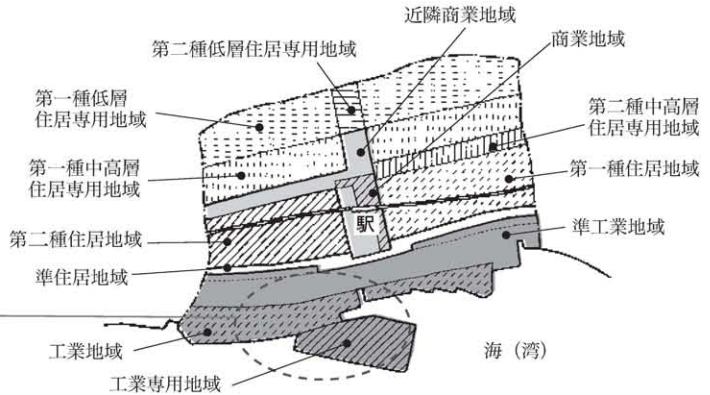 近隣商業地域
第二種低層住居専用地域
商業地域
第一種低層
住居専用地域
第二種中高層
住居専用地域
第一種中高層
住居専用地域
第一種住居地域
駅
第二種住居地域
準工業地域
準住居地域
工業地域
海（湾）
工業専用地域